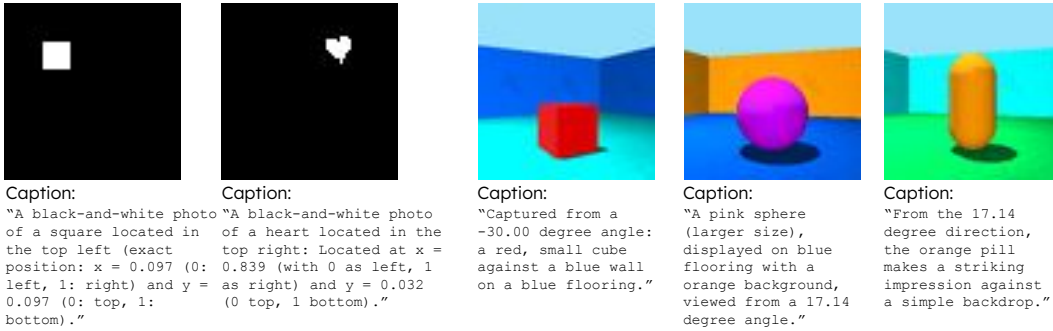 Caption:
"A black-and-white photo
of a square located in
the top left (exact
position: x = 0.097 (0:
left, 1: right) and y =
0.097 (0: top, 1:
bottom)."
Caption:
"A black-and-white photo
of a heart located in the
top right: Located at x =
0.839 (with 0 as left, 1
as right) and y = 0.032
(0 top, 1 bottom)."
Caption:
"Captured from a
-30.00 degree angle:
a red, small cube
against a blue wall
on a blue flooring."
Caption:
"A pink sphere
(larger size),
displayed on blue
flooring with a
orange background,
viewed from a 17.14
degree angle."
Caption:
"From the 17.14
degree direction,
the orange pill
makes a striking
impression against
a simple backdrop."